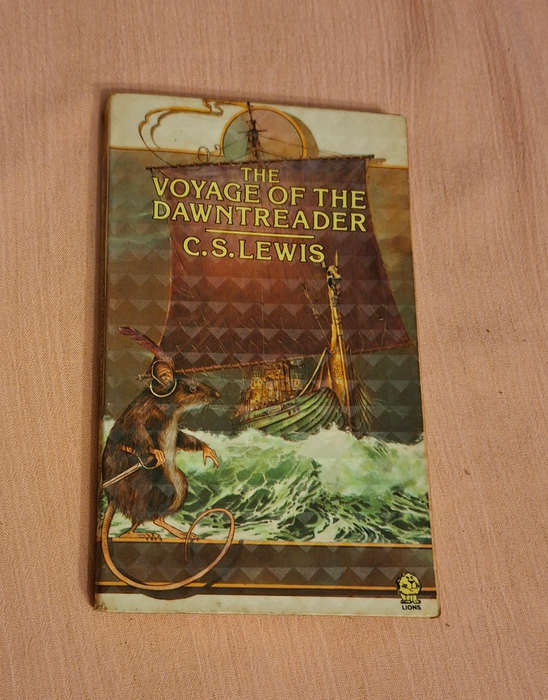 THE
VOYAGE OF THE
DAWNTREADER
C.S.LEWIS
LIONS